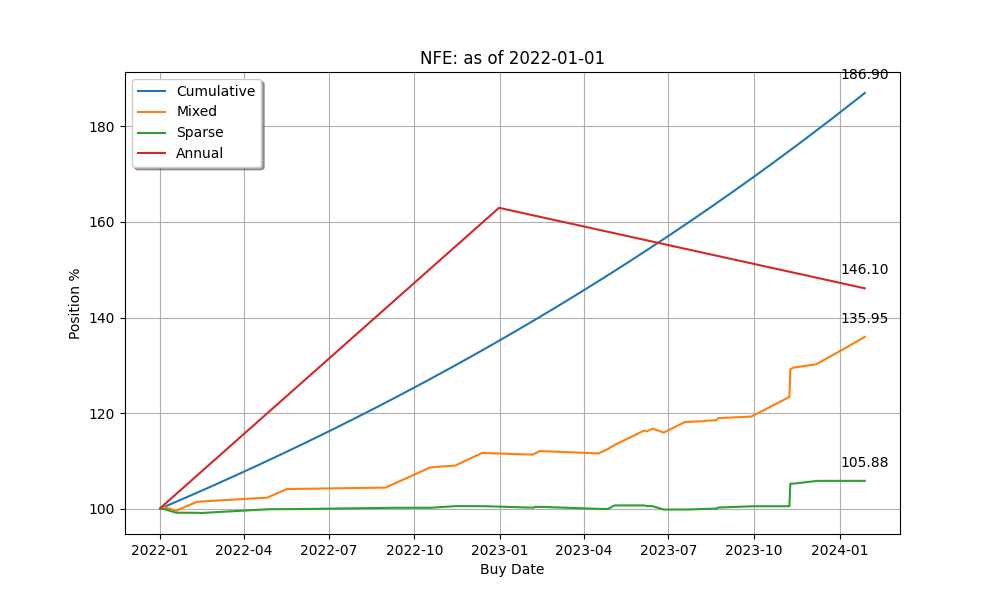 NFE: as of 2022-01-01
186.90
Cumulative
Mixed
Sparse
Annual
180
160
146.10
140
135.95
120
105.88
100
Position %
2022-01 2022-04 2022-07 2022-10 2023-01 2023-04 2023-07 2023-10 2024-01
Buy Date